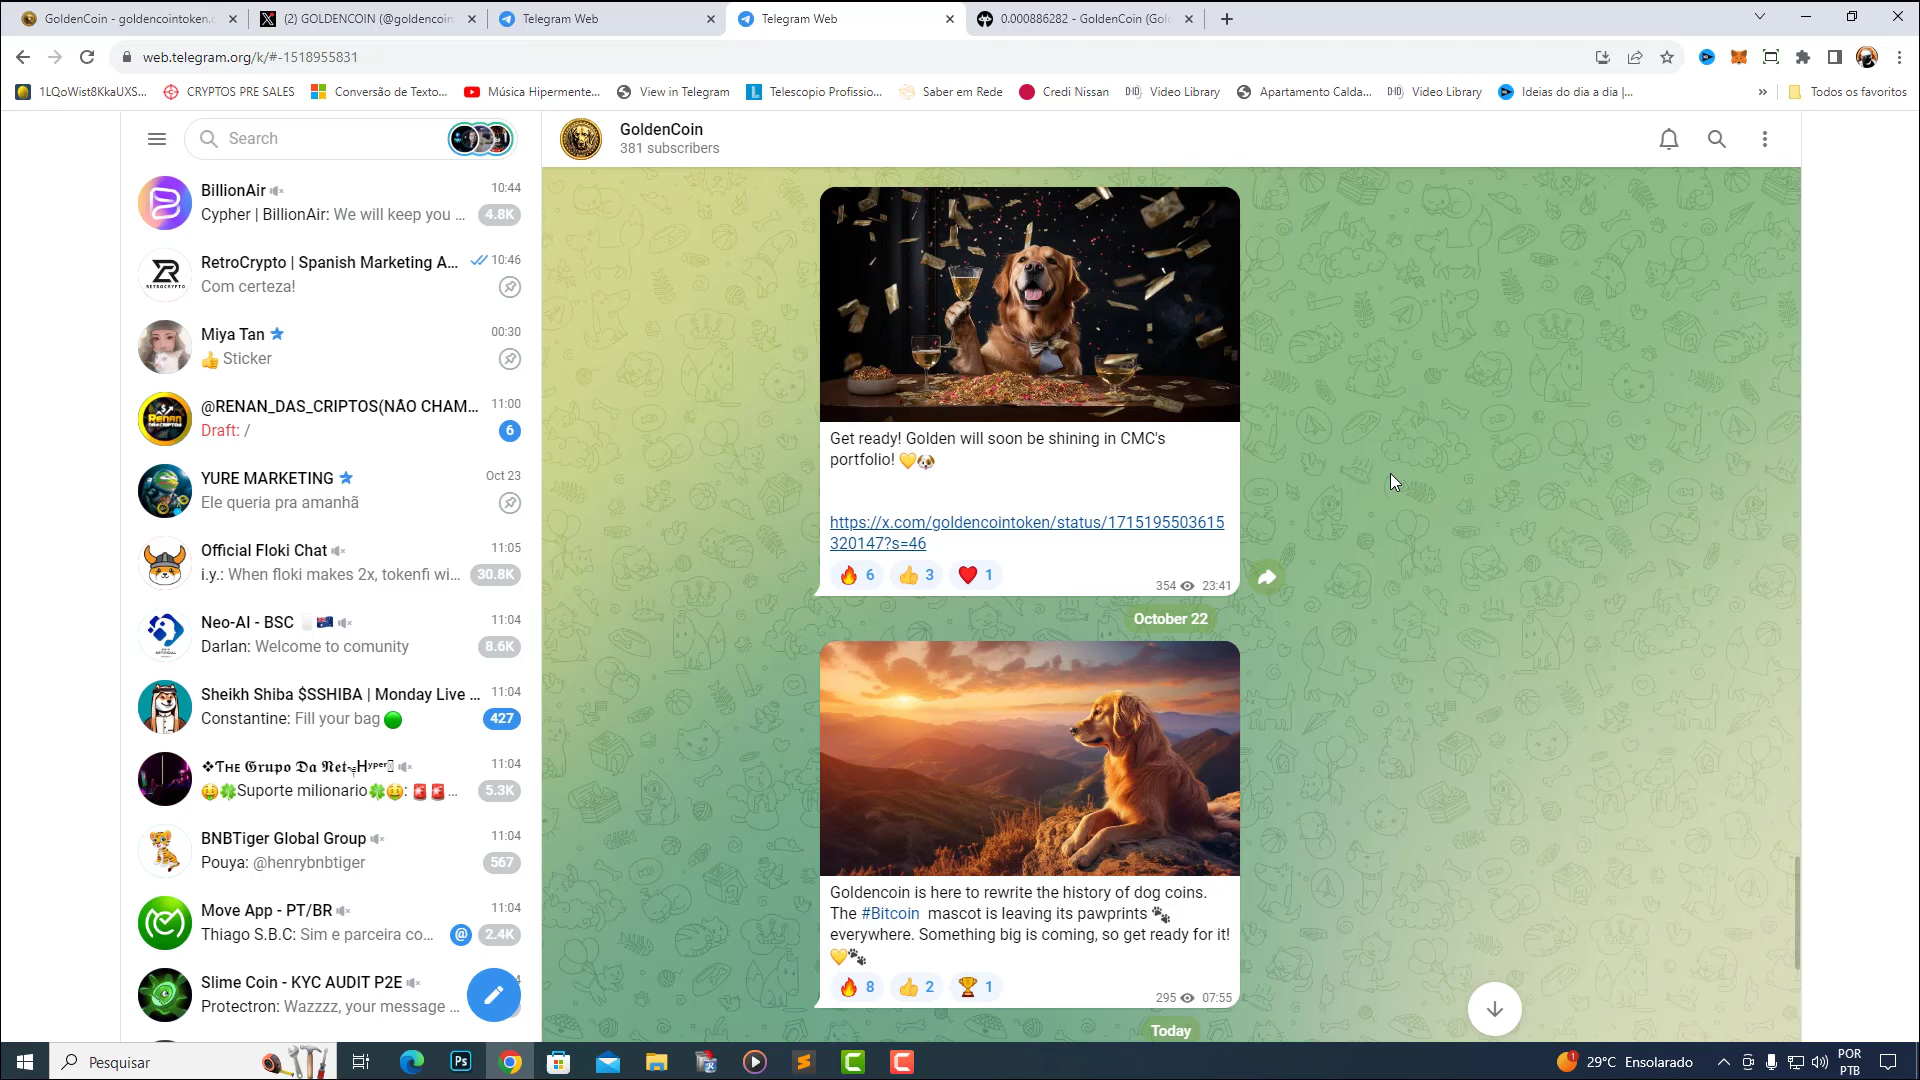 GoldenCoin - goldencointoken.c
(2) GOLDENCOIN (@goldencoin
Telegram Web
Telegram Web
0.000886282 - GoldenCoin (Gol
web.telegram.org/k/#-1518955831
1LQoWist8KkaUXS...
CRYPTOS PRE SALES
Conversão de Texto...
Música Hipermente...
View in Telegram
Telescopio Profissio...
Saber em Rede
Credi Nissan
Video Library
Apartamento Calda...
Video Library
Ideias do dia a dia |...
»
Todos os favoritos
Search
GoldenCoin
381 subscribers
BillionAir
10:44
Cypher | BillionAir: We will keep you ...
4.8K
RetroCrypto | Spanish Marketing A...
10:46
Com certeza!
Miya Tan
00:30
👍 Sticker
@RENAN_DAS_CRIPTOS(NÃO CHAM...
11:00
Draft: /
6
YURE MARKETING
Oct 23
Ele queria pra amanhã
Official Floki Chat
11:05
i.y.: When floki makes 2x, tokenfi wi...
30.8K
Neo-AI - BSC
11:04
Darlan: Welcome to comunity
8.6K
Sheikh Shiba $SSHIBA | Monday Live ...
11:04
Constantine: Fill your bag 🟢
427
❖Tʜᴇ 𝕲𝖗𝖚𝖕𝖔 𝕯𝖆 𝕹𝖊𝖙
11:04
🤑🍀Suporte milionario🍀🤑: 🚨🚨...
5.3K
BNBTiger Global Group
11:04
Pouya: @henrybnbtiger
567
Move App - PT/BR
11:04
Thiago S.B.C: Sim e parceira co...
@
2.4K
Slime Coin - KYC AUDIT P2E
Protectron: Wazzzz, your message ...
Get ready! Golden will soon be shining in CMC's
portfolio! 💛🐶
https://x.com/goldencointoken/status/1715195503615
320147?s=46
🔥 6 👍 3 ❤️ 1
354 23:41
October 22
Goldencoin is here to rewrite the history of dog coins.
The #Bitcoin mascot is leaving its pawprints 🐾
everywhere. Something big is coming, so get ready for it!
💛🐾
🔥 8 👍 2 🏆 1
295 07:55
Today
Pesquisar
Ps
29°C Ensolarado
POR
PTB